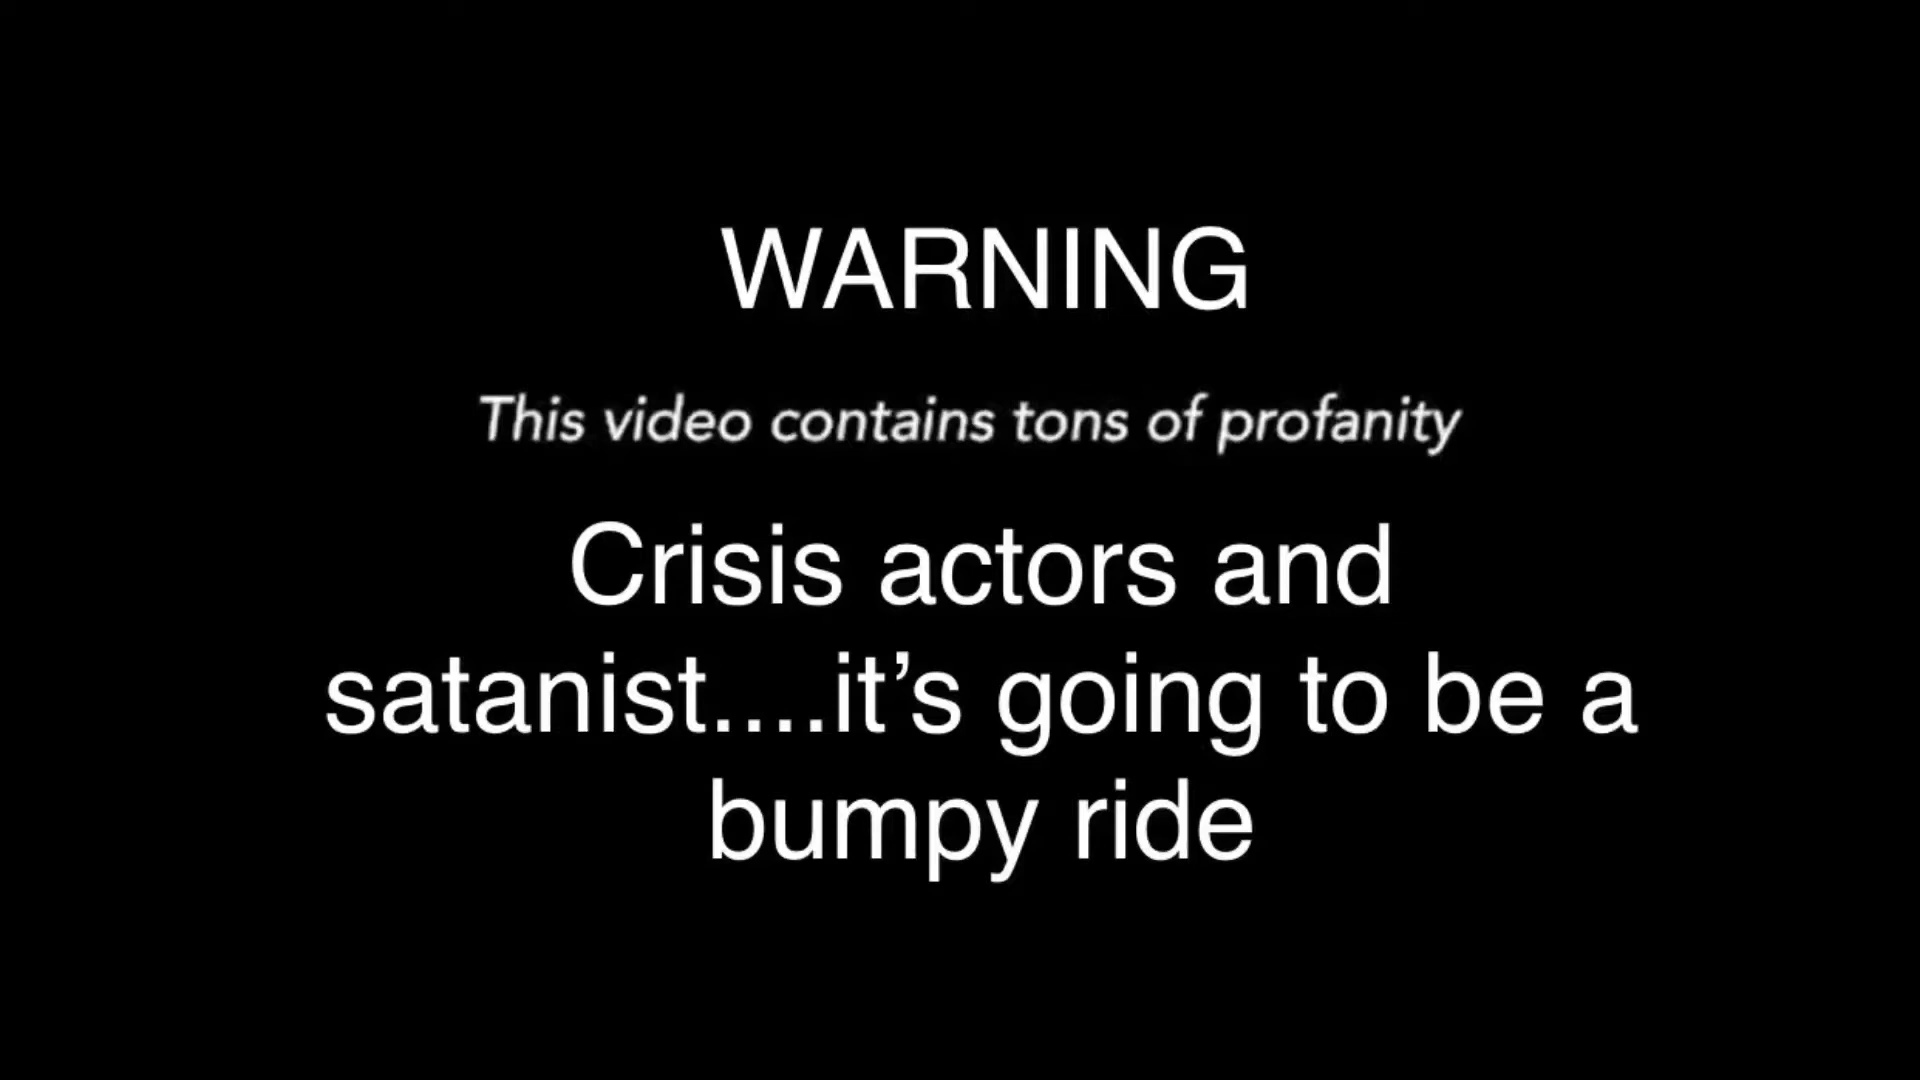 WARNING
This video contains tons of profanity
Crisis actors and
satanist....it’s going to be a
bumpy ride